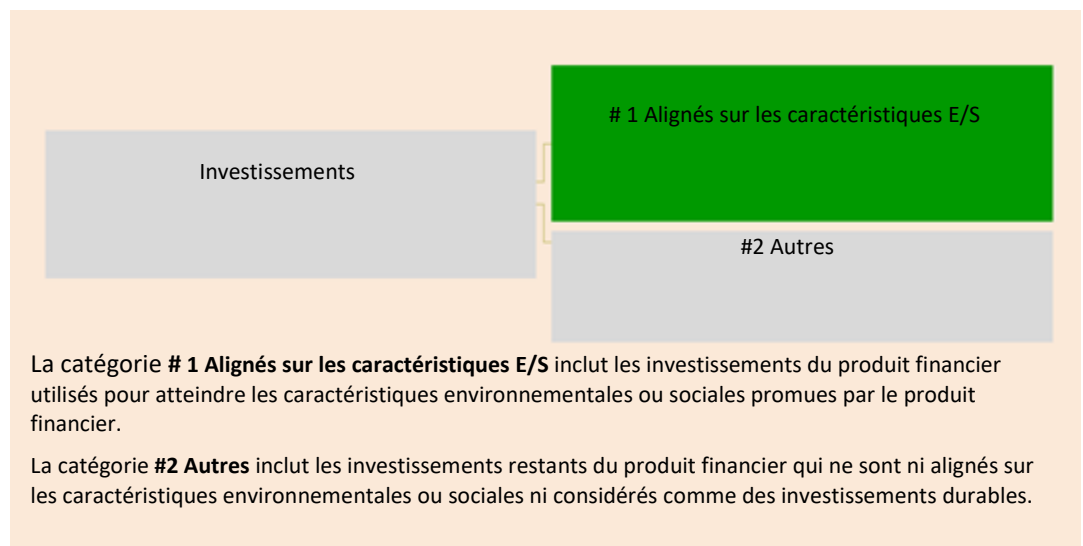 # 1 Alignés sur les caractéristiques E/S
Investissements
#2 Autres
La catégorie # 1 Alignés sur les caractéristiques E/S inclut les investissements du produit financier
utilisés pour atteindre les caractéristiques environnementales ou sociales promues par le produit
financier.
La catégorie #2 Autres inclut les investissements restants du produit financier qui ne sont ni alignés sur
les caractéristiques environnementales ou sociales ni considérés comme des investissements durables.